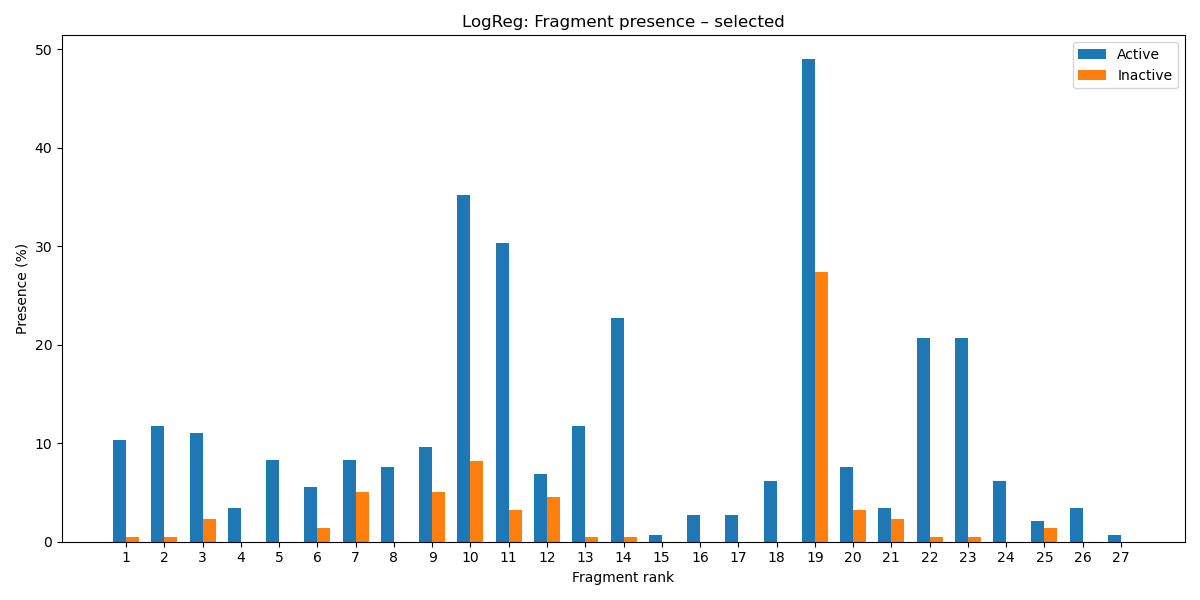 LogReg: Fragment presence – selected
Active
Inactive
50
40
30
20
10
0
Presence (%)
1 2 3 4 5 6 7 8 9 10 11 12 13 14 15 16 17 18 19 20 21 22 23 24 25 26 27
Fragment rank